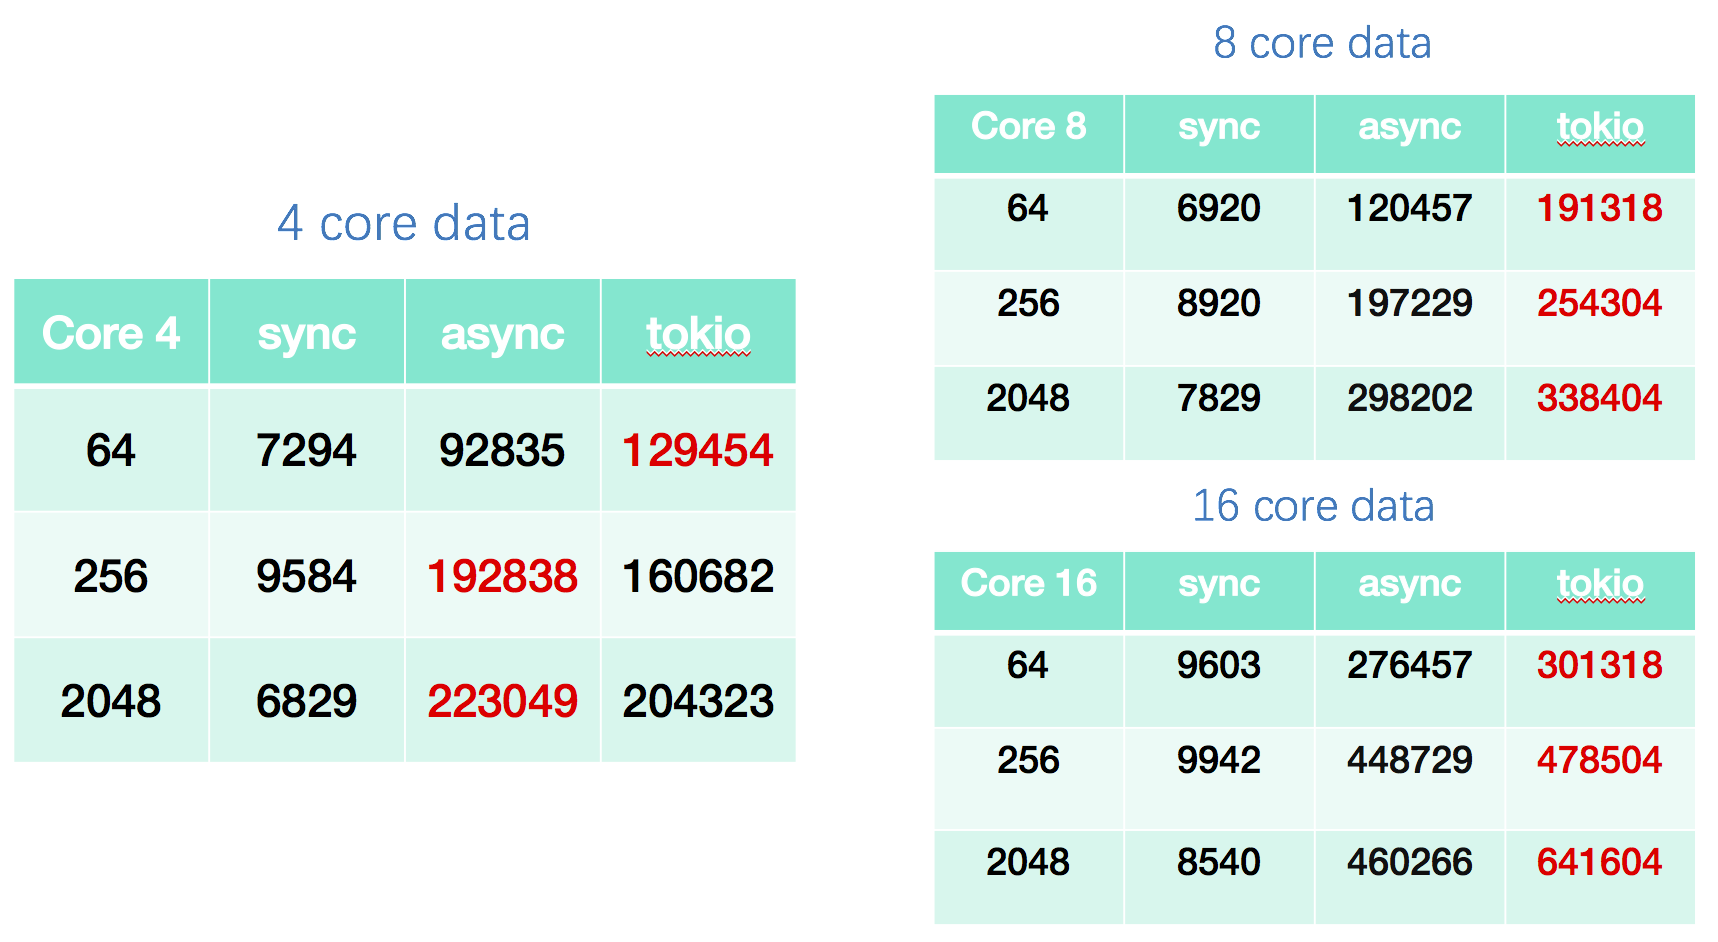 4 core data
Core 4 sync async tokio
64 7294 92835 129454
256 9584 192838 160682
2048 6829 223049 204323
8 core data
Core 8 sync async tokio
64 6920 120457 191318
256 8920 197229 254304
2048 7829 298202 338404
16 core data
Core 16 sync async tokio
64 9603 276457 301318
256 9942 448729 478504
2048 8540 460266 641604